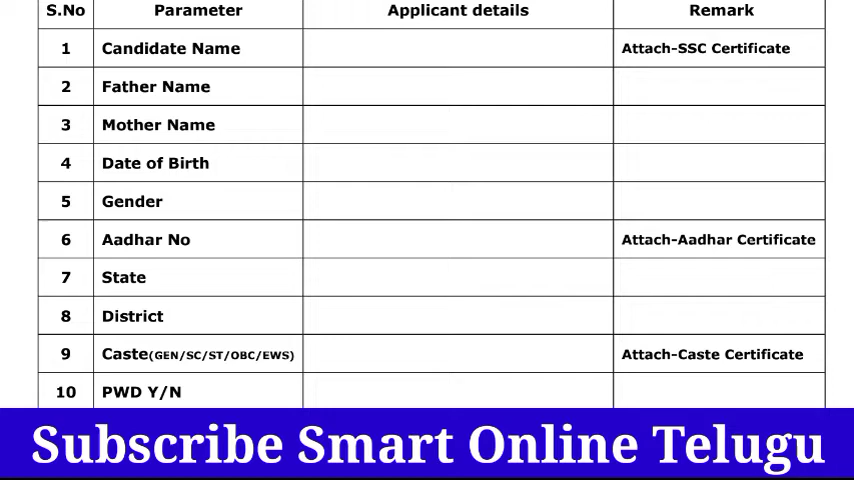 S.No Parameter Applicant details Remark
1 Candidate Name Attach-SSC Certificate
2 Father Name
3 Mother Name
4 Date of Birth
5 Gender
6 Aadhar No Attach-Aadhar Certificate
7 State
8 District
9 Caste(GEN/SC/ST/OBC/EWS) Attach-Caste Certificate
10 PWD Y/N
Subscribe Smart Online Telugu